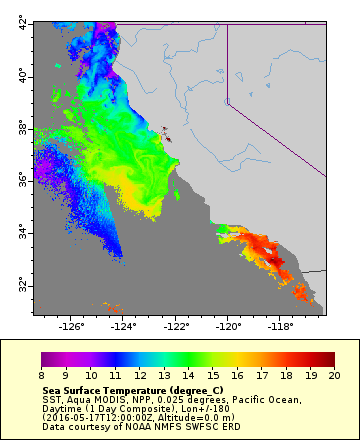 42°
40°
38°
36°
34°
32°
-126° -124° -122° -120° -118°
8 9 10 11 12 13 14 15 16 17 18 19 20
Sea Surface Temperature (degree_C)
SST, Aqua MODIS, NPP, 0.025 degrees, Pacific Ocean,
Daytime (1 Day Composite), Lon+/-180
(2016-05-17T12:00:00Z, Altitude=0.0 m)
Data courtesy of NOAA NMFS SWFSC ERD